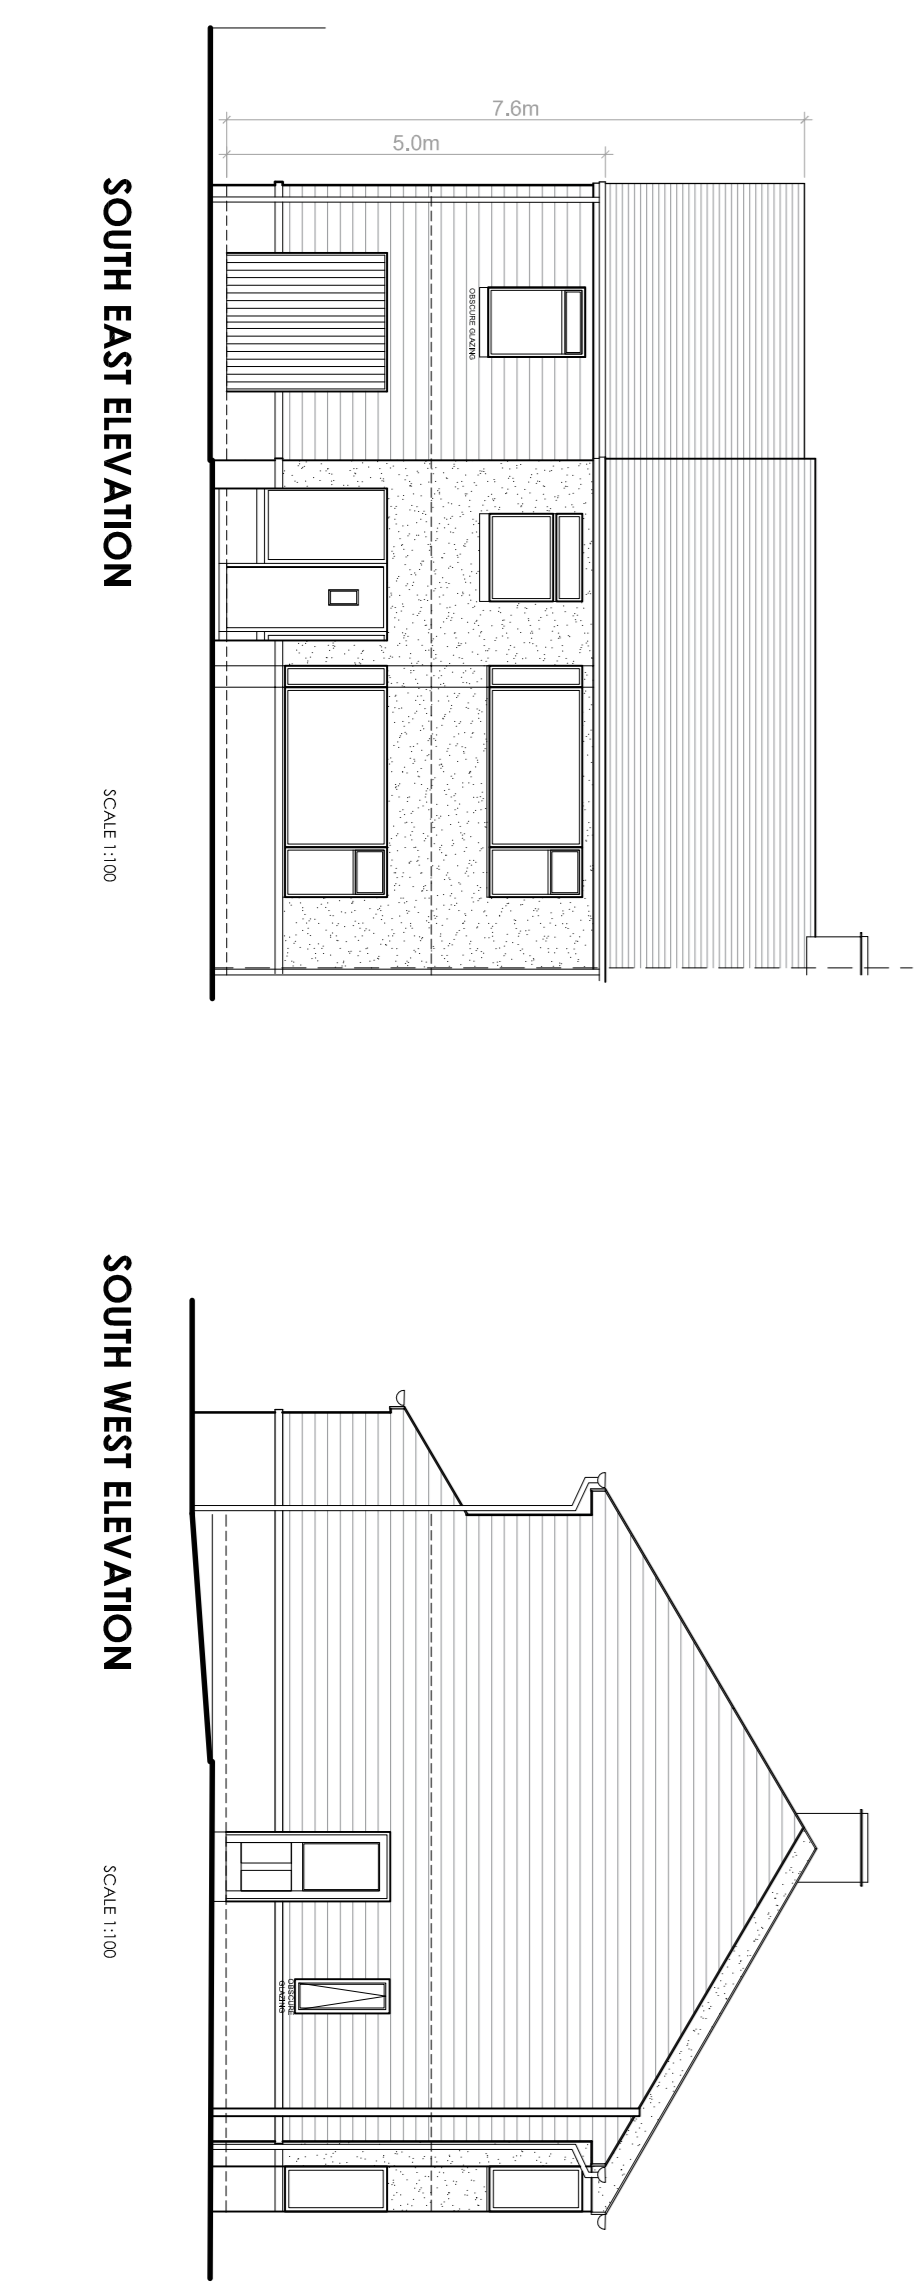 7.6m
5.0m
OBSCURE GLAZING
SOUTH EAST ELEVATION
SCALE 1:100
OBSCURE
GLAZING
SOUTH WEST ELEVATION
SCALE 1:100